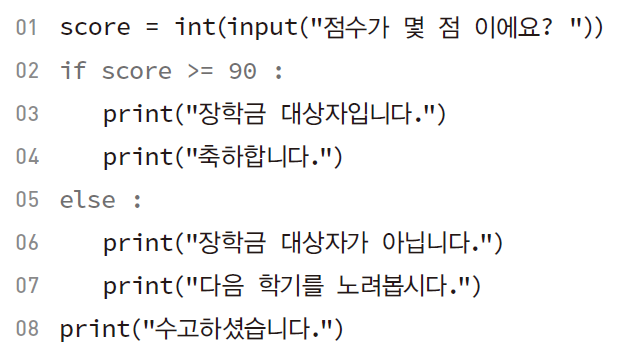 01 score = int(input("점수가 몇 점 이에요? "))
02 if score >= 90 :
03     print("장학금 대상자입니다.")
04     print("축하합니다.")
05 else :
06     print("장학금 대상자가 아닙니다.")
07     print("다음 학기를 노려봅시다.")
08 print("수고하셨습니다.")